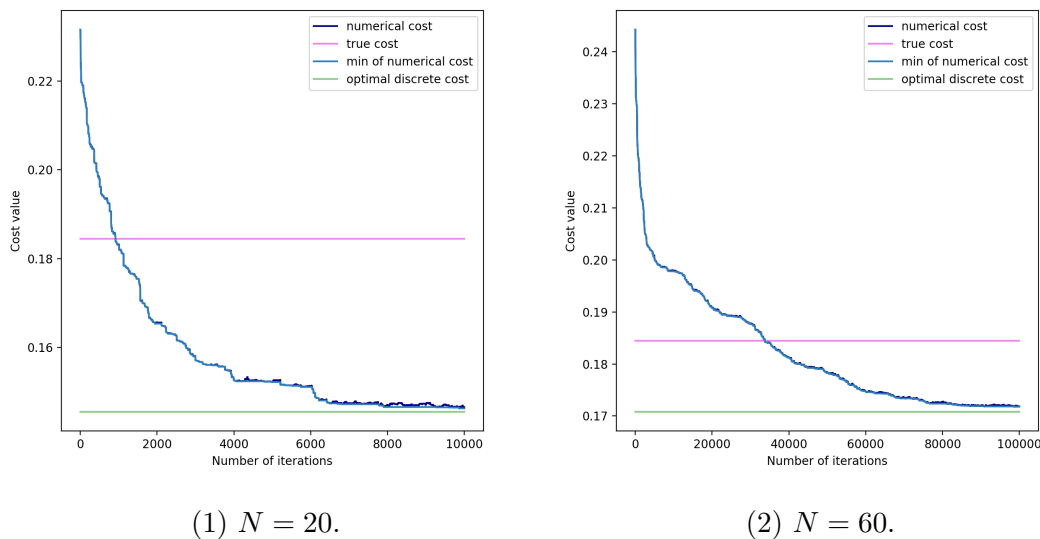 numerical cost
true cost
min of numerical cost
optimal discrete cost
Cost value
0.22
0.20
0.18
0.16
0 2000 4000 6000 8000 10000
Number of iterations
(1) N = 20.
numerical cost
true cost
min of numerical cost
optimal discrete cost
Cost value
0.24
0.23
0.22
0.21
0.20
0.19
0.18
0.17
0 20000 40000 60000 80000 100000
Number of iterations
(2) N = 60.